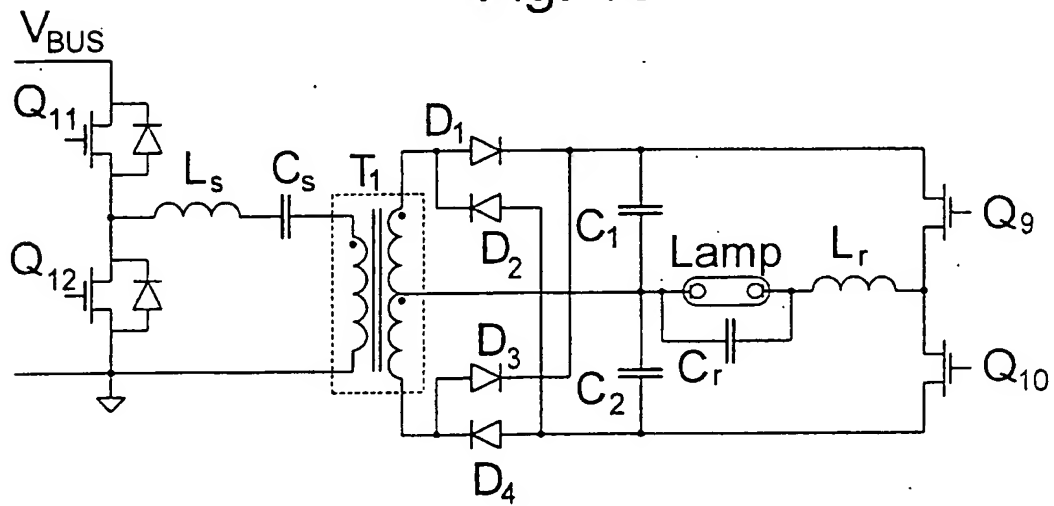 V_BUS
Q_11
L_s
C_s
T_1
D_1
D_2
C_1
Lamp
L_r
Q_9
Q_12
D_3
C_r
C_2
Q_10
D_4